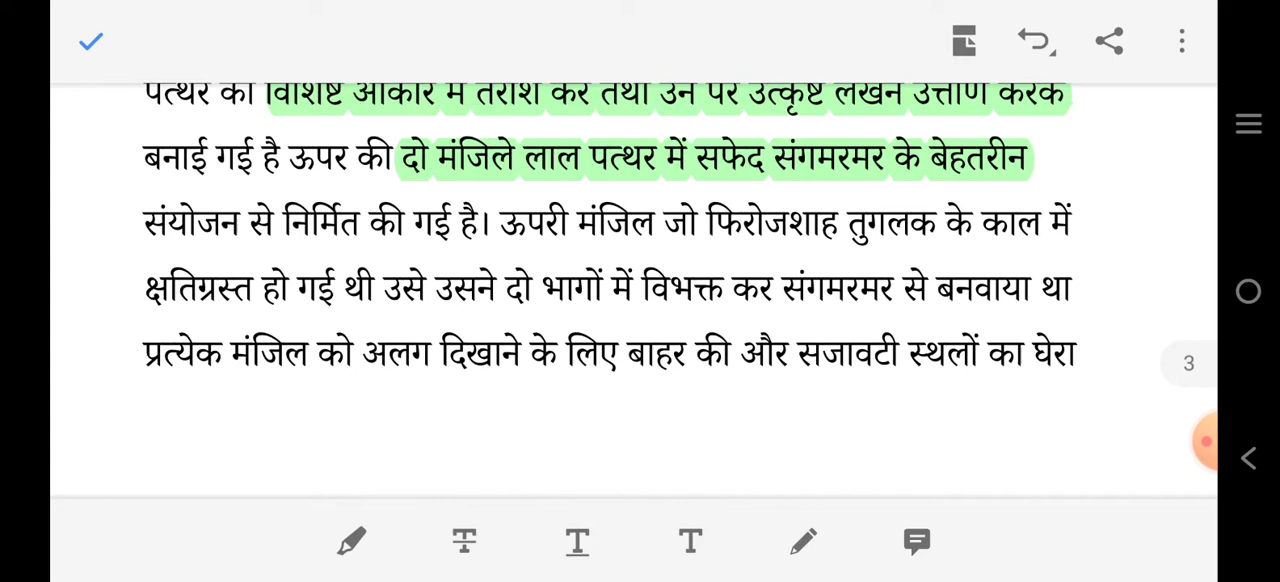 पत्थर को विशिष्ट आकार में तराश कर तथा उन पर उत्कृष्ट लेखन उत्तीर्ण करके
बनाई गई है ऊपर की दो मंजिले लाल पत्थर में सफेद संगमरमर के बेहतरीन
संयोजन से निर्मित की गई है। ऊपरी मंजिल जो फिरोजशाह तुगलक के काल में
क्षतिग्रस्त हो गई थी उसे उसने दो भागों में विभक्त कर संगमरमर से बनवाया था
प्रत्येक मंजिल को अलग दिखाने के लिए बाहर की और सजावटी स्थलों का घेरा
3